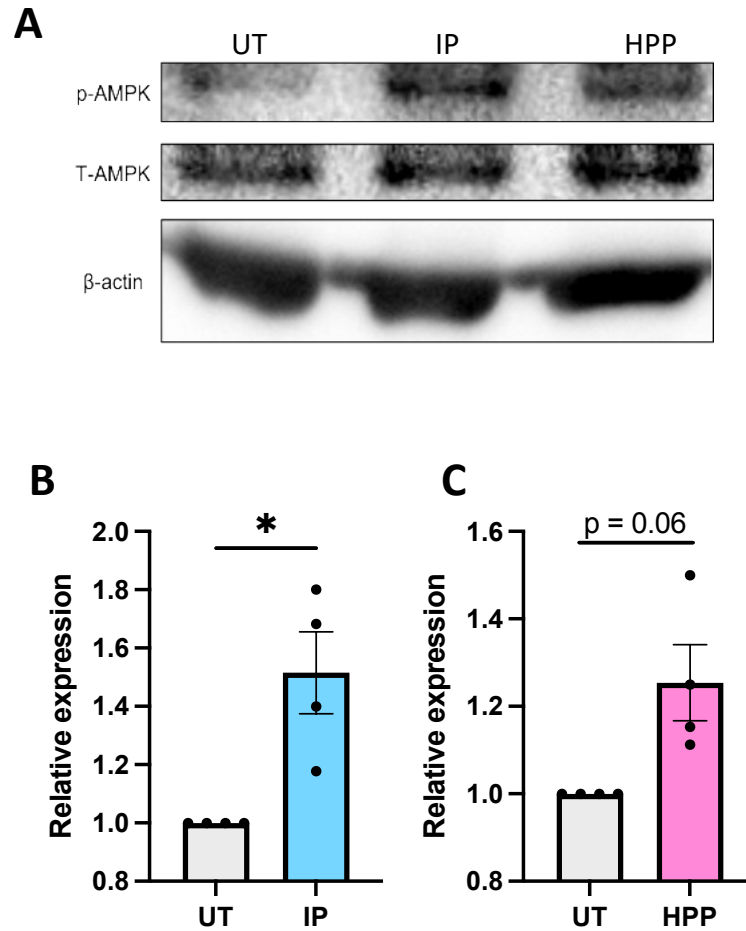 A
UT IP HPP
p-AMPK
T-AMPK
β-actin
B
*
2.0
1.8
1.6
1.4
1.2
1.0
0.8
Relative expression
UT IP
C
p = 0.06
1.6
1.4
1.2
1.0
0.8
Relative expression
UT HPP